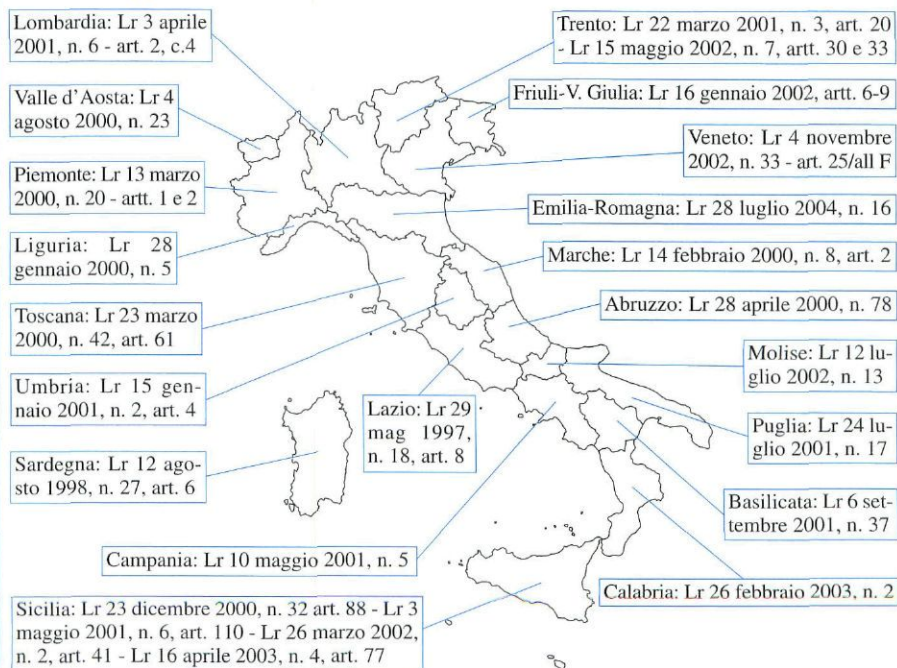 Lombardia: Lr 3 aprile
2001, n. 6 - art. 2, c.4
Trento: Lr 22 marzo 2001, n. 3, art. 20
- Lr 15 maggio 2002, n. 7, artt. 30 e 33
Valle d'Aosta: Lr 4
agosto 2000, n. 23
Friuli-V. Giulia: Lr 16 gennaio 2002, artt. 6-9
Veneto: Lr 4 novembre
2002, n. 33 - art. 25/all F
Piemonte: Lr 13 marzo
2000, n. 20 - artt. 1 e 2
Emilia-Romagna: Lr 28 luglio 2004, n. 16
Liguria: Lr 28
gennaio 2000, n. 5
Marche: Lr 14 febbraio 2000, n. 8, art. 2
Toscana: Lr 23 marzo
2000, n. 42, art. 61
Abruzzo: Lr 28 aprile 2000, n. 78
Molise: Lr 12 lu-
glio 2002, n. 13
Umbria: Lr 15 gen-
naio 2001, n. 2, art. 4
Lazio: Lr 29
mag 1997,
n. 18, art. 8
Puglia: Lr 24 lu-
glio 2001, n. 17
Sardegna: Lr 12 ago-
sto 1998, n. 27, art. 6
Basilicata: Lr 6 set-
tembre 2001, n. 37
Campania: Lr 10 maggio 2001, n. 5
Calabria: Lr 26 febbraio 2003, n. 2
Sicilia: Lr 23 dicembre 2000, n. 32 art. 88 - Lr 3
maggio 2001, n. 6, art. 110 - Lr 26 marzo 2002,
n. 2, art. 41 - Lr 16 aprile 2003, n. 4, art. 77